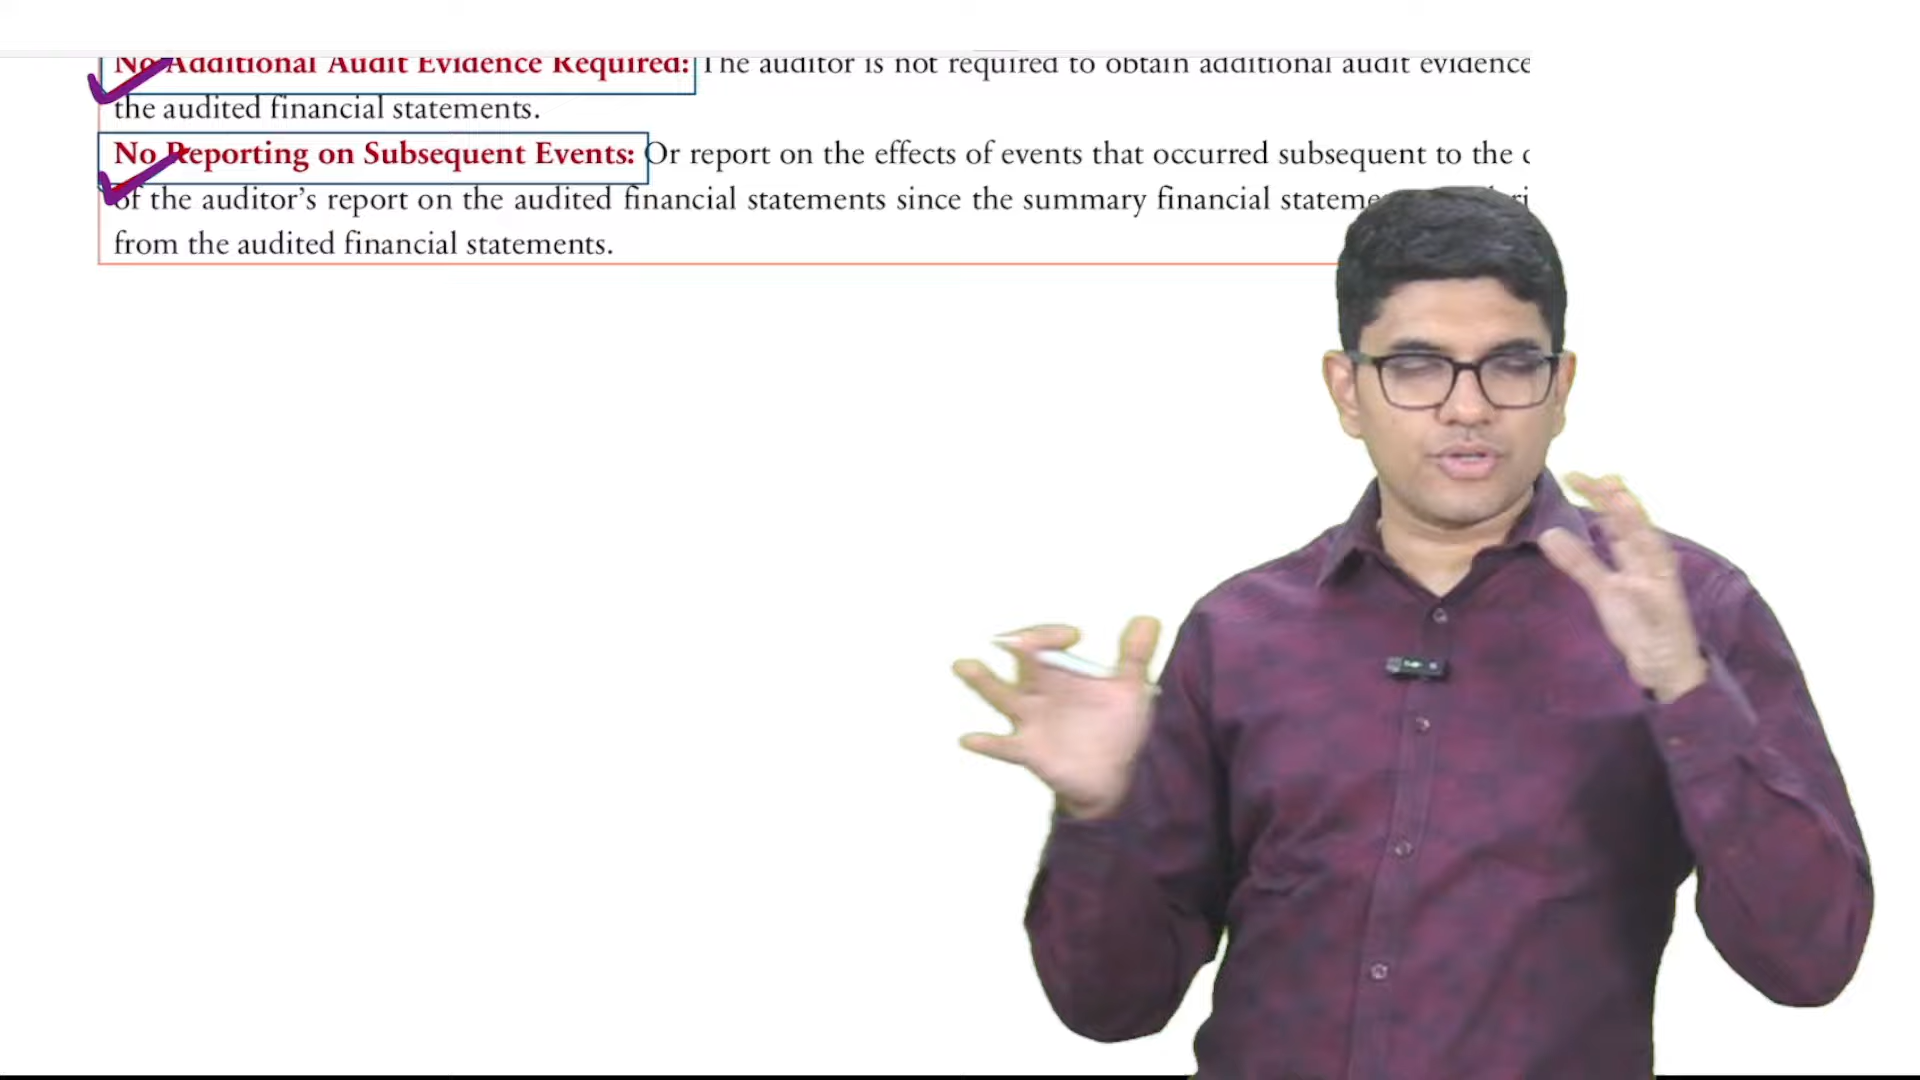 No Additional Audit Evidence Required: The auditor is not required to obtain additional audit evidence
the audited financial statements.
No Reporting on Subsequent Events: Or report on the effects of events that occurred subsequent to the
of the auditor's report on the audited financial statements since the summary financial
from the audited financial statements.